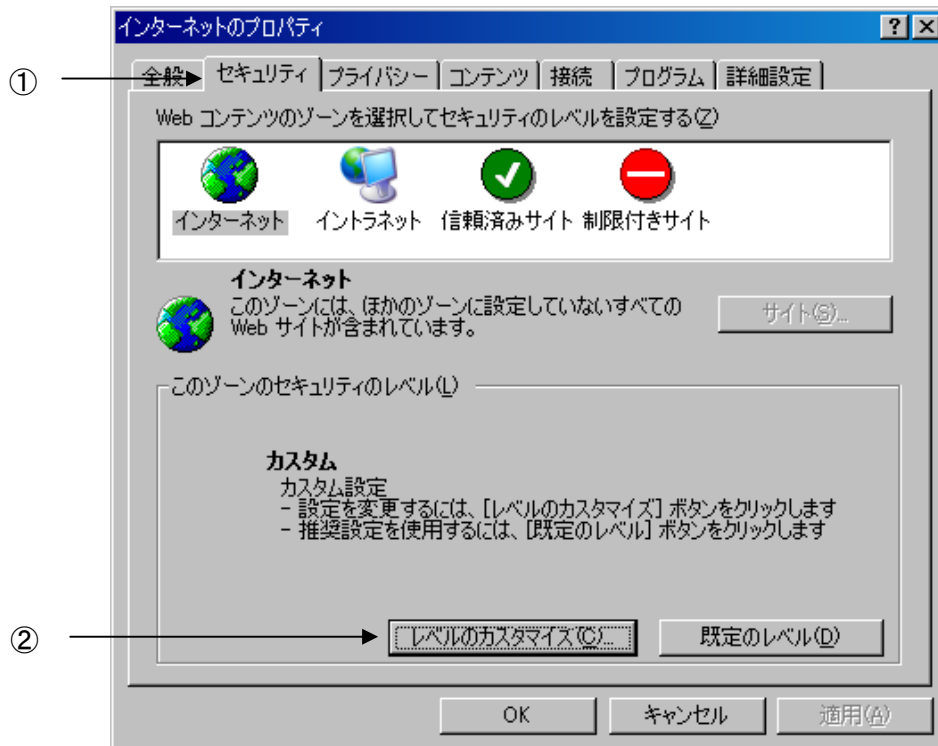 インターネットのプロパティ
① 全般 セキュリティ プライバシー コンテンツ 接続 プログラム 詳細設定
Web コンテンツのゾーンを選択してセキュリティのレベルを設定する(Z)
インターネット イントラネット 信頼済みサイト 制限付きサイト
インターネット
このゾーンには、ほかのゾーンに設定していないすべての
Web サイトが含まれています。
サイト(S)...
このゾーンのセキュリティのレベル(L)
カスタム
カスタム設定
- 設定を変更するには、[レベルのカスタマイズ] ボタンをクリックします
- 推奨設定を使用するには、[既定のレベル] ボタンをクリックします
② レベルのカスタマイズ(C)... 既定のレベル(D)
OK キャンセル 適用(A)